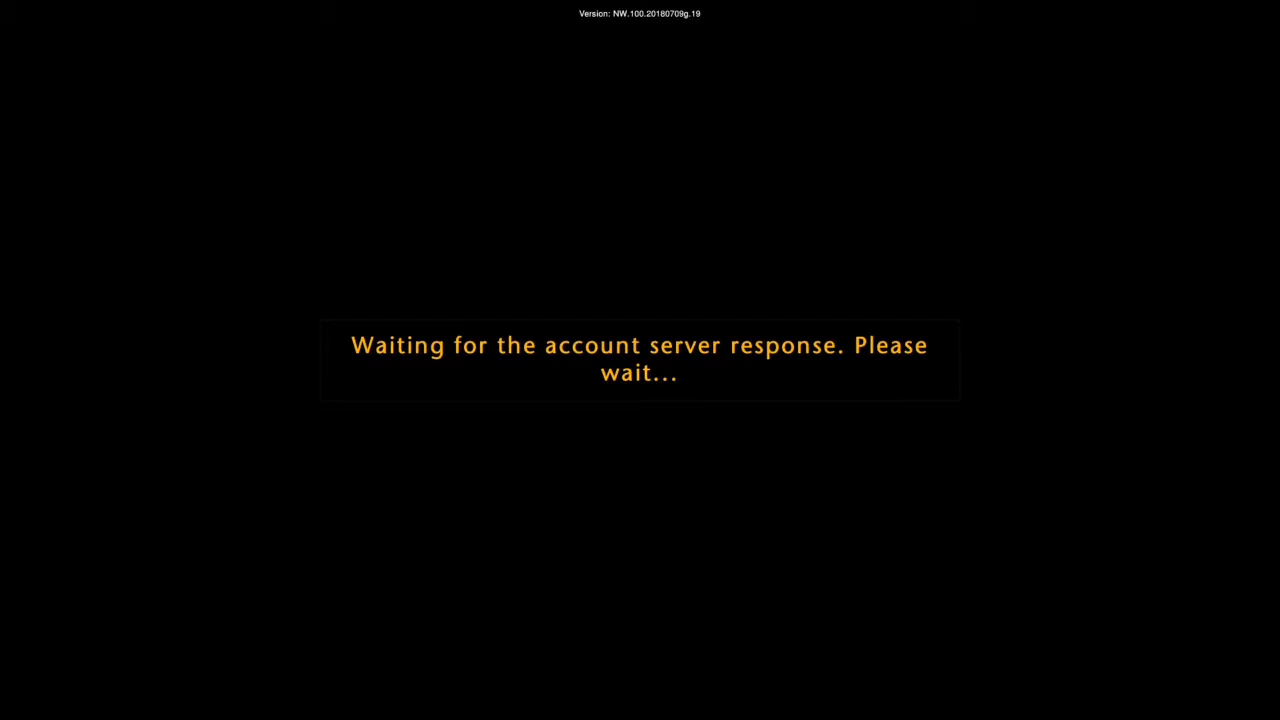 Version: NW.100.20180709g.19
Waiting for the account server response. Please
wait...